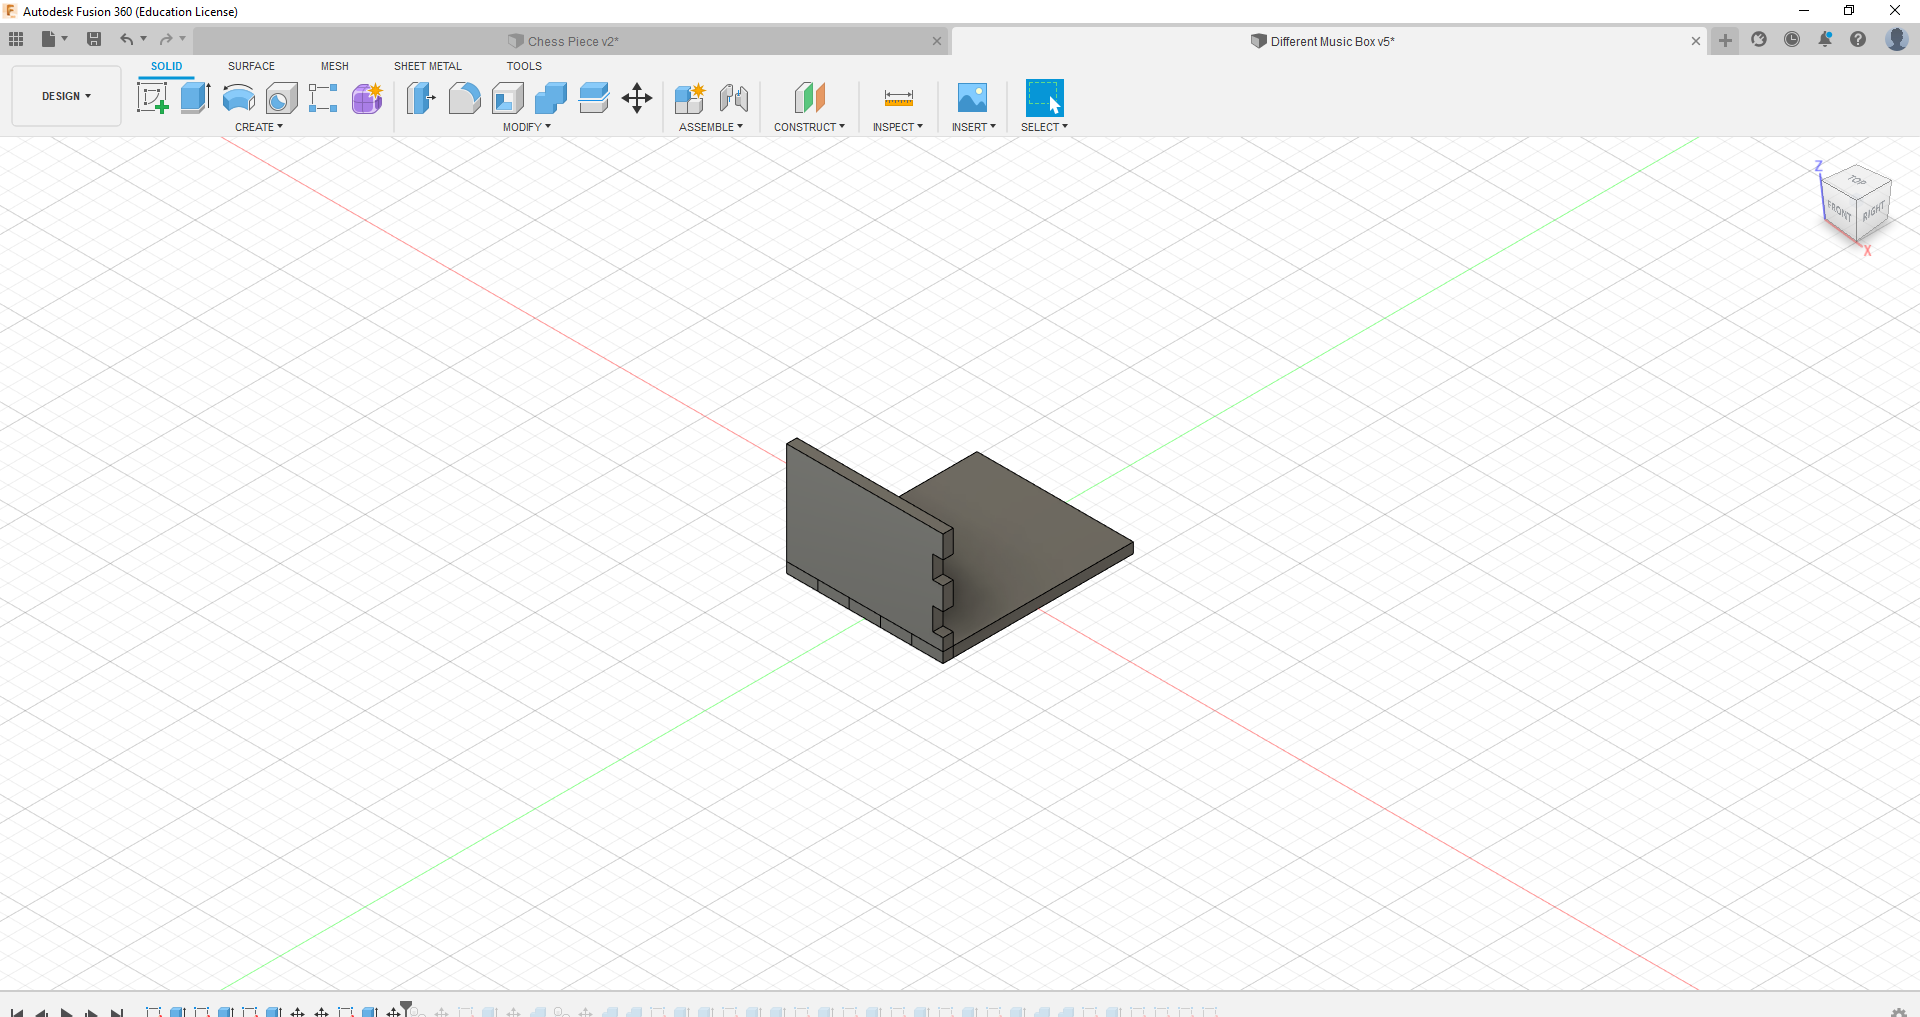 Autodesk Fusion 360 (Education License)
Chess Piece v2*
Different Music Box v5*
SOLID SURFACE MESH SHEET METAL TOOLS
DESIGN
CREATE MODIFY ASSEMBLE CONSTRUCT INSPECT INSERT SELECT
Z
TOP
FRONT RIGHT
X